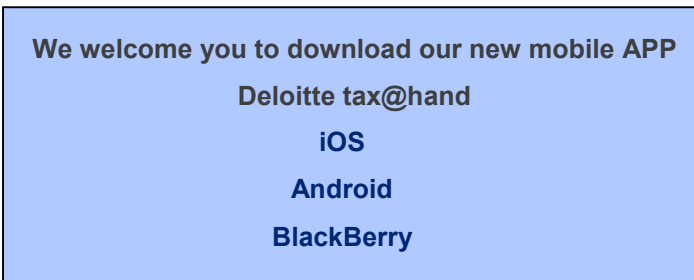 We welcome you to download our new mobile APP
Deloitte tax@hand
iOS
Android
BlackBerry